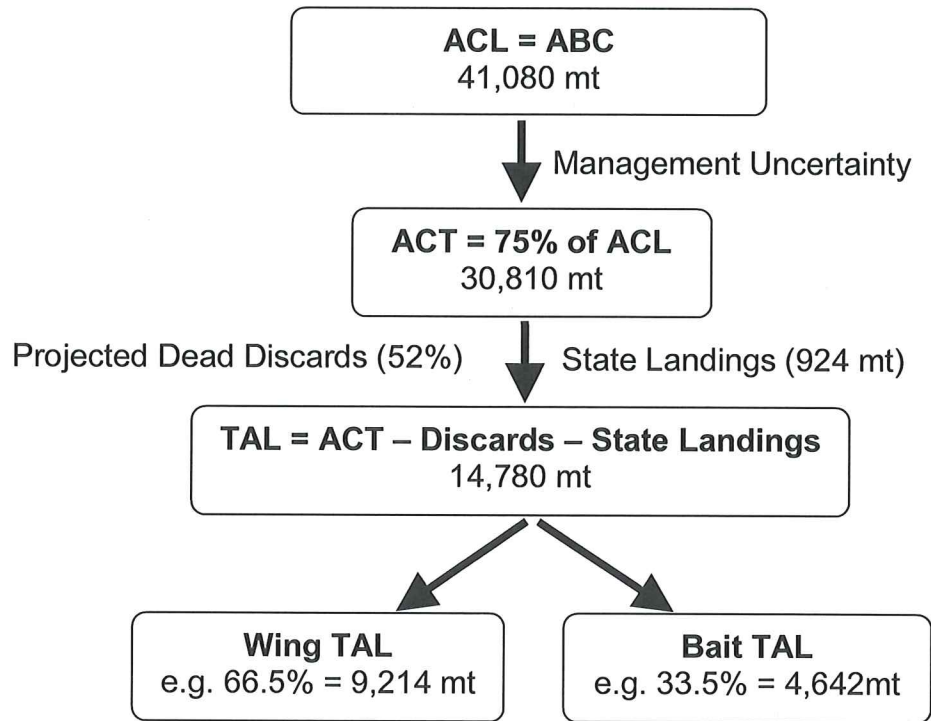 ACL = ABC
41,080 mt
Management Uncertainty
ACT = 75% of ACL
30,810 mt
Projected Dead Discards (52%)
State Landings (924 mt)
TAL = ACT – Discards – State Landings
14,780 mt
Wing TAL
e.g. 66.5% = 9,214 mt
Bait TAL
e.g. 33.5% = 4,642mt